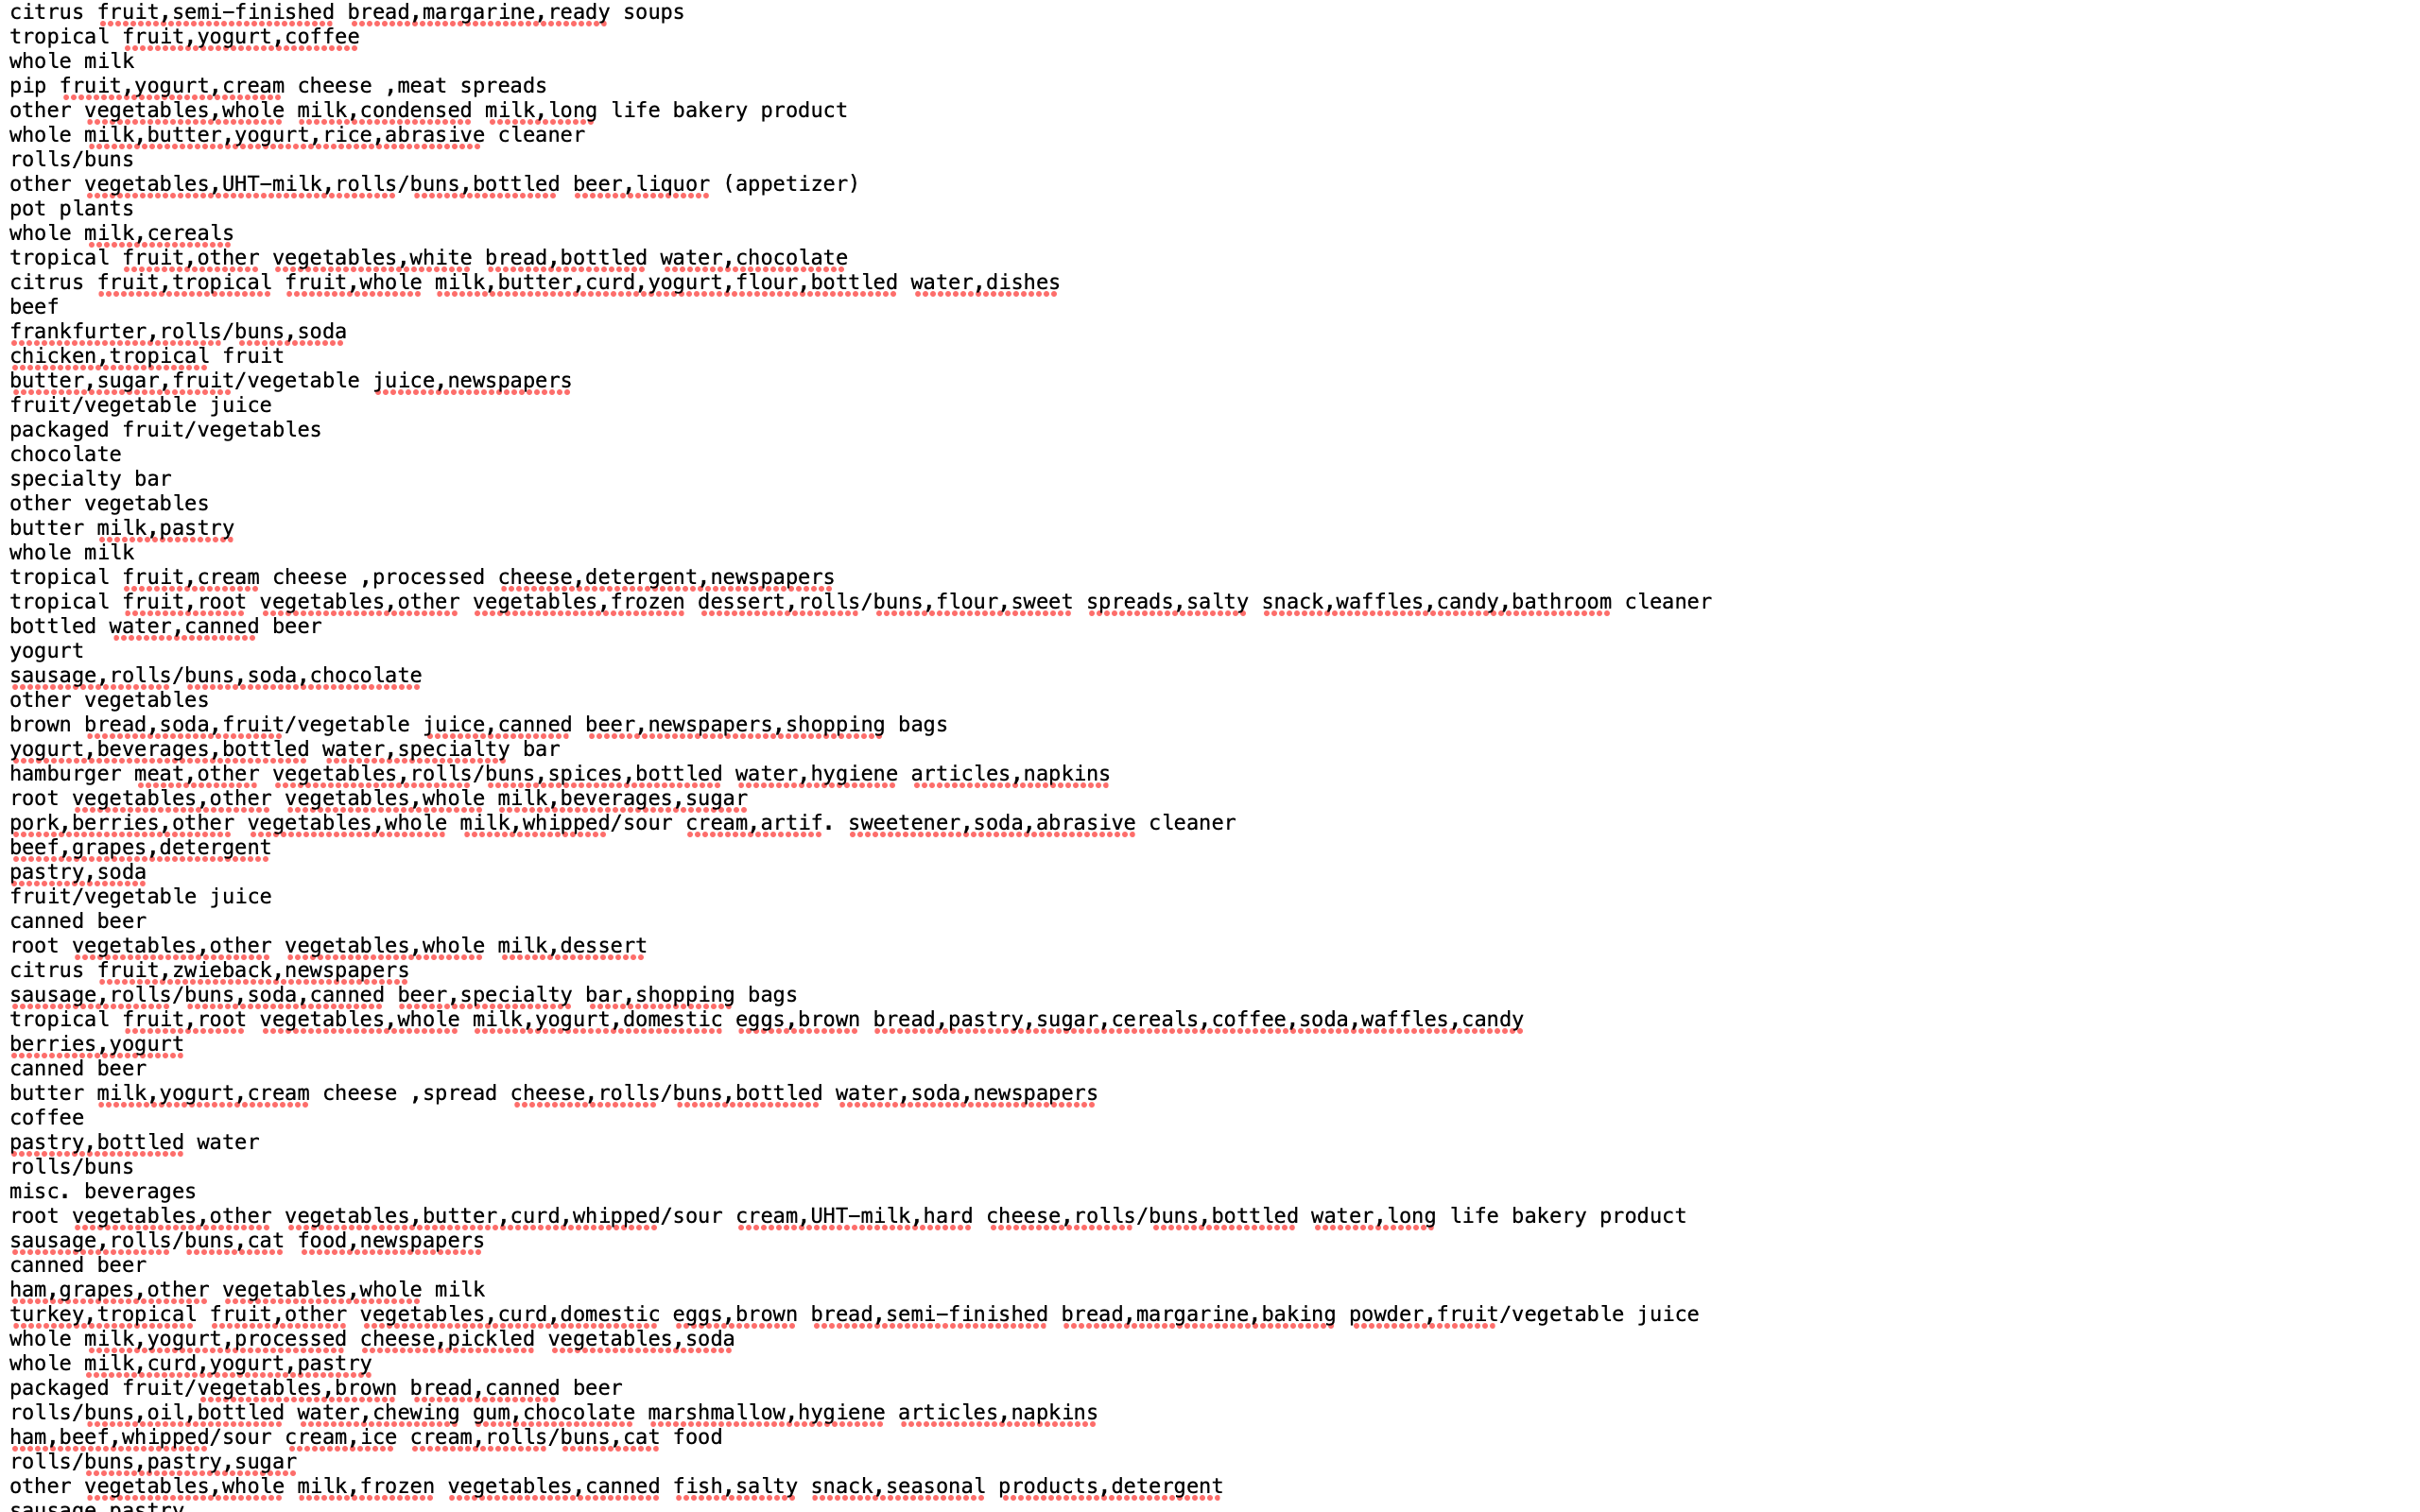 citrus fruit,semi-finished bread,margarine,ready soups
tropical fruit,yogurt,coffee
whole milk
pip fruit,yogurt,cream cheese ,meat spreads
other vegetables,whole milk,condensed milk,long life bakery product
whole milk,butter,yogurt,rice,abrasive cleaner
rolls/buns
other vegetables,UHT-milk,rolls/buns,bottled beer,liquor (appetizer)
pot plants
whole milk,cereals
tropical fruit,other vegetables,white bread,bottled water,chocolate
citrus fruit,tropical fruit,whole milk,butter,curd,yogurt,flour,bottled water,dishes
beef
frankfurter,rolls/buns,soda
chicken,tropical fruit
butter,sugar,fruit/vegetable juice,newspapers
fruit/vegetable juice
packaged fruit/vegetables
chocolate
specialty bar
other vegetables
butter milk,pastry
whole milk
tropical fruit,cream cheese ,processed cheese,detergent,newspapers
tropical fruit,root vegetables,other vegetables,frozen dessert,rolls/buns,flour,sweet spreads,salty snack,waffles,candy,bathroom cleaner
bottled water,canned beer
yogurt
sausage,rolls/buns,soda,chocolate
other vegetables
brown bread,soda,fruit/vegetable juice,canned beer,newspapers,shopping bags
yogurt,beverages,bottled water,specialty bar
hamburger meat,other vegetables,rolls/buns,spices,bottled water,hygiene articles,napkins
root vegetables,other vegetables,whole milk,beverages,sugar
pork,berries,other vegetables,whole milk,whipped/sour cream,artif. sweetener,soda,abrasive cleaner
beef,grapes,detergent
pastry,soda
fruit/vegetable juice
canned beer
root vegetables,other vegetables,whole milk,dessert
citrus fruit,zwieback,newspapers
sausage,rolls/buns,soda,canned beer,specialty bar,shopping bags
tropical fruit,root vegetables,whole milk,yogurt,domestic eggs,brown bread,pastry,sugar,cereals,coffee,soda,waffles,candy
berries,yogurt
canned beer
butter milk,yogurt,cream cheese ,spread cheese,rolls/buns,bottled water,soda,newspapers
coffee
pastry,bottled water
rolls/buns
misc. beverages
root vegetables,other vegetables,butter,curd,whipped/sour cream,UHT-milk,hard cheese,rolls/buns,bottled water,long life bakery product
sausage,rolls/buns,cat food,newspapers
canned beer
ham,grapes,other vegetables,whole milk
turkey,tropical fruit,other vegetables,curd,domestic eggs,brown bread,semi-finished bread,margarine,baking powder,fruit/vegetable juice
whole milk,yogurt,processed cheese,pickled vegetables,soda
whole milk,curd,yogurt,pastry
packaged fruit/vegetables,brown bread,canned beer
rolls/buns,oil,bottled water,chewing gum,chocolate marshmallow,hygiene articles,napkins
ham,beef,whipped/sour cream,ice cream,rolls/buns,cat food
rolls/buns,pastry,sugar
other vegetables,whole milk,frozen vegetables,canned fish,salty snack,seasonal products,detergent
sausage,pastry